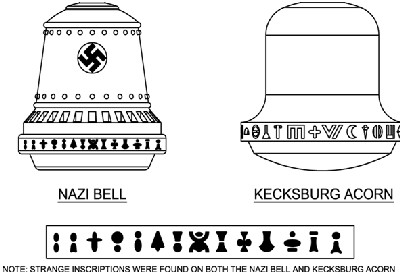 NAZI BELL
KECKSBURG ACORN
NOTE: STRANGE INSCRIPTIONS WERE FOUND ON BOTH THE NAZI BELL AND KECKSBURG ACORN